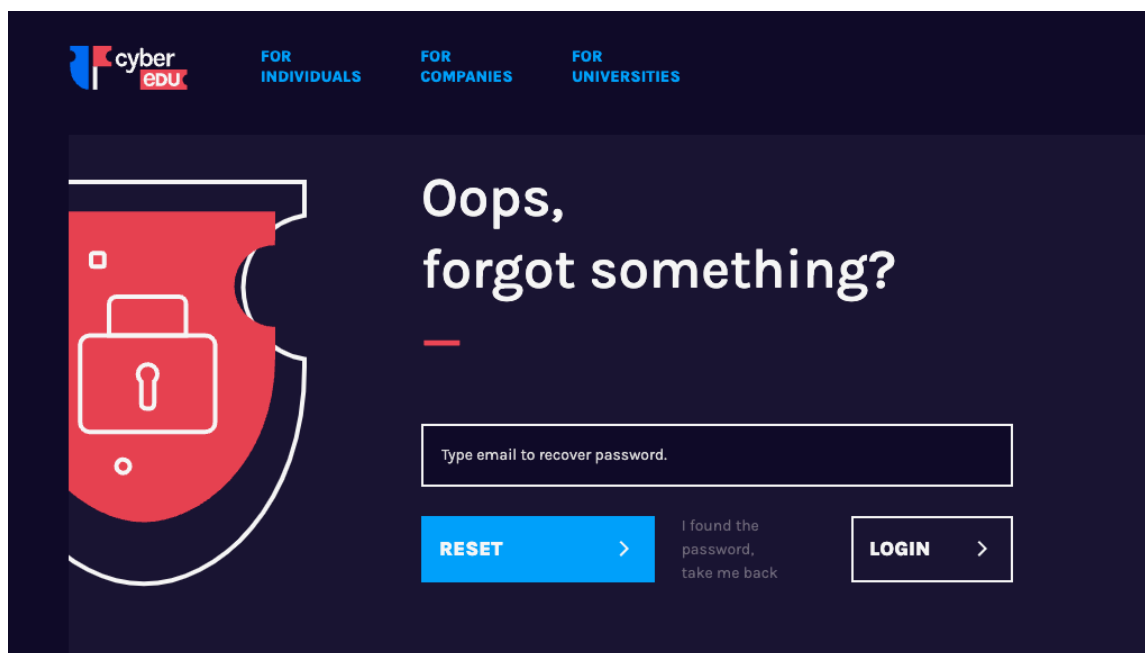 cyber
EDU
FOR
INDIVIDUALS
FOR
COMPANIES
FOR
UNIVERSITIES
Oops,
forgot something?
Type email to recover password.
RESET
I found the
password,
take me back
LOGIN